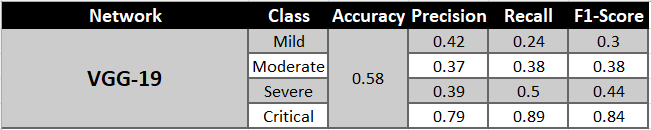 Network Class Accuracy Precision Recall F1-Score
VGG-19 Mild 0.58 0.42 0.24 0.3
Moderate 0.37 0.38 0.38
Severe 0.39 0.5 0.44
Critical 0.79 0.89 0.84